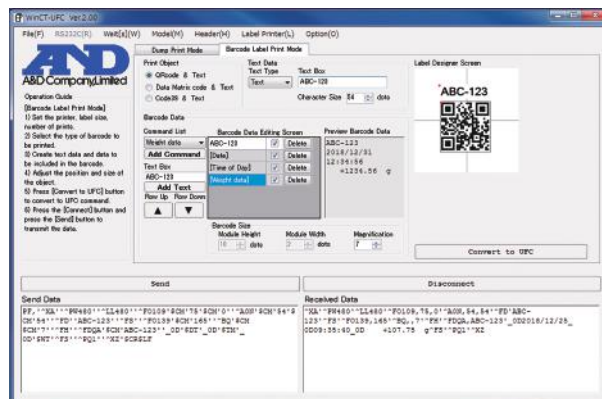 WinCT-UFC Ver.2.00
File(F) RS232C(R) Wait[s](W) Model(M) Header(H) Label Printer(L) Option(O)
AND
A&D Company, Limited
Operation Guide
[Barcode Label Print Mode]
1) Set the printer, label size,
number of prints.
2) Select the type of barcode to
be printed.
3) Create text data and data to
be included in the barcode.
4) Adjust the position and size of
the object.
5) Press [Convert to UFC] button
to convert to UFC command.
6) Press the [Connect] button and
press the [Send] button to
transmit the data.
Dump Print Mode
Barcode Label Print Mode
Print Object
QRcode & Text
Data Matrix code & Text
Code39 & Text
Text Data
Text Type
Text
Text Box
ABC-123
Character Size 54 dots
Barcode Data
Command List
Weight data
Add Command
Text Box
ABC-123
Add Text
Row Up Row Down
Barcode Data Editing Screen
ABC-123 Delete
[Date] Delete
[Time of Day] Delete
[Weight data] Delete
Preview Barcode Data
ABC-123
2016/12/31
12:34:56
+1234.56 g
Barcode Size
Module Height
dots
Module Width
dots
Magnification
7
Label Designer Screen
ABC-123
Convert to UFC
Send
Disconnect
Send Data
Received Data